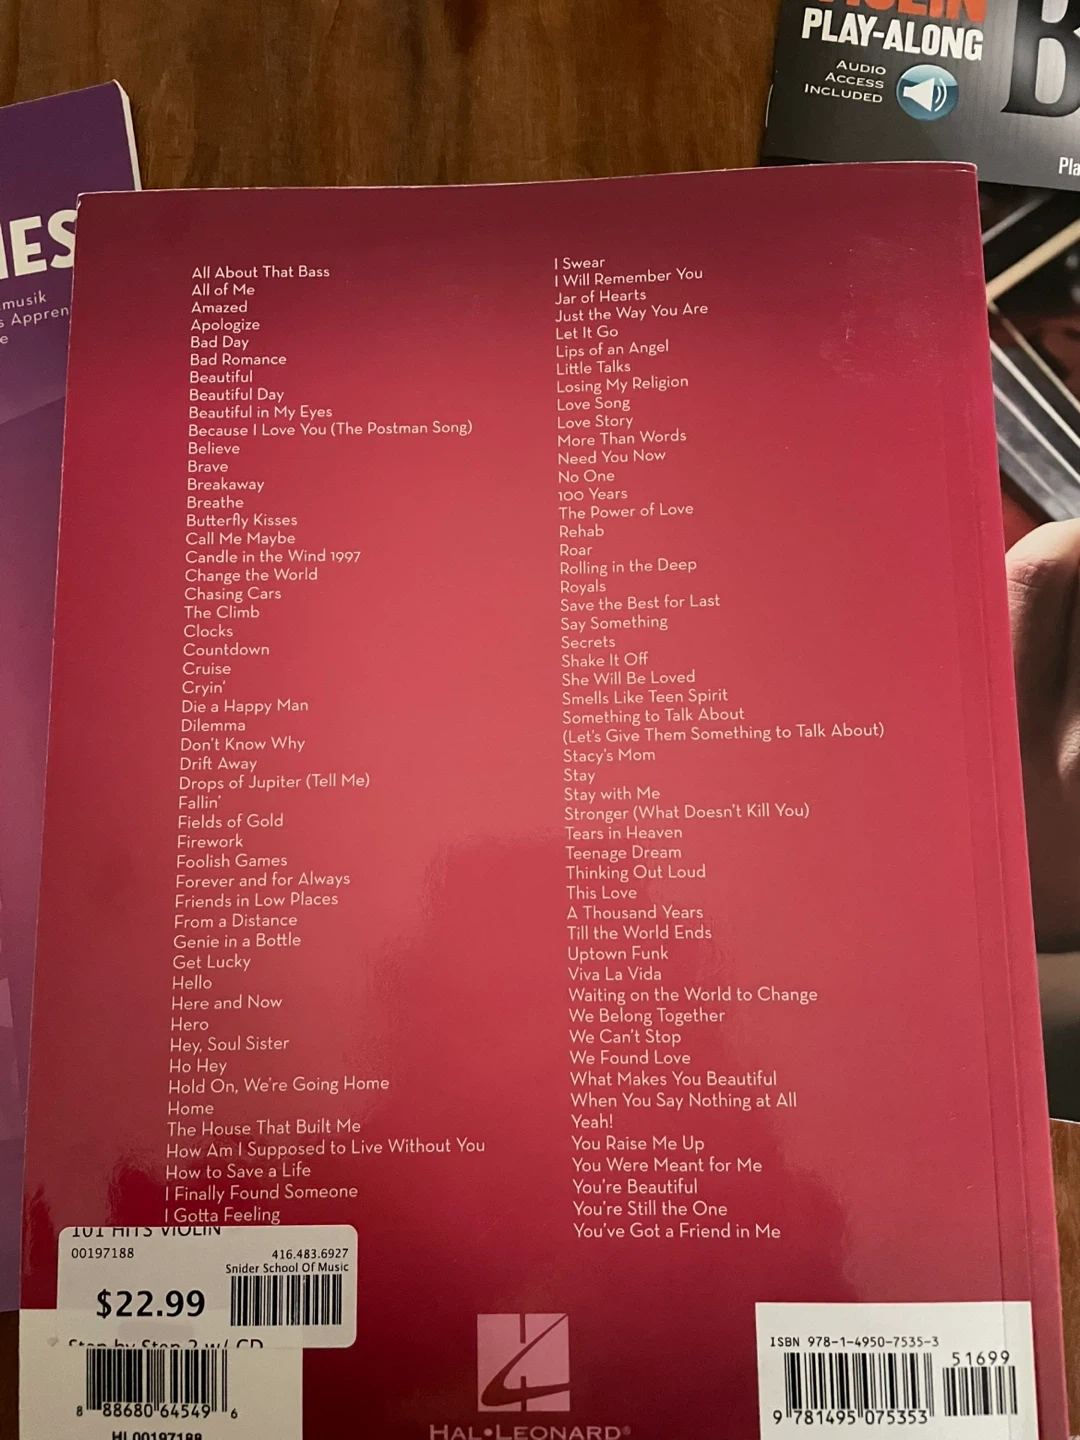 PLAY-ALONG
AUDIO
ACCESS
INCLUDED
B
Pla
IES
musik
s Appren
e
All About That Bass
All of Me
Amazed
Apologize
Bad Day
Bad Romance
Beautiful
Beautiful Day
Beautiful in My Eyes
Because I Love You (The Postman Song)
Believe
Brave
Breakaway
Breathe
Butterfly Kisses
Call Me Maybe
Candle in the Wind 1997
Change the World
Chasing Cars
The Climb
Clocks
Countdown
Cruise
Cryin'
Die a Happy Man
Dilemma
Don't Know Why
Drift Away
Drops of Jupiter (Tell Me)
Fallin'
Fields of Gold
Firework
Foolish Games
Forever and for Always
Friends in Low Places
From a Distance
Genie in a Bottle
Get Lucky
Hello
Here and Now
Hero
Hey, Soul Sister
Ho Hey
Hold On, We're Going Home
Home
The House That Built Me
How Am I Supposed to Live Without You
How to Save a Life
I Finally Found Someone
I Gotta Feeling
I Swear
I Will Remember You
Jar of Hearts
Just the Way You Are
Let It Go
Lips of an Angel
Little Talks
Losing My Religion
Love Song
Love Story
More Than Words
Need You Now
No One
100 Years
The Power of Love
Rehab
Roar
Rolling in the Deep
Royals
Save the Best for Last
Say Something
Secrets
Shake It Off
She Will Be Loved
Smells Like Teen Spirit
Something to Talk About
(Let's Give Them Something to Talk About)
Stacy's Mom
Stay
Stay with Me
Stronger (What Doesn't Kill You)
Tears in Heaven
Teenage Dream
Thinking Out Loud
This Love
A Thousand Years
Till the World Ends
Uptown Funk
Viva La Vida
Waiting on the World to Change
We Belong Together
We Can't Stop
We Found Love
What Makes You Beautiful
When You Say Nothing at All
Yeah!
You Raise Me Up
You Were Meant for Me
You're Beautiful
You're Still the One
You've Got a Friend in Me
101 HITS VIOLIN
00197188
416.483.6927
Snider School Of Music
$22.99
Step by Step 2 w/ CD
8 88680 64549 6
HL00197188
HAL•LEONARD®
ISBN 978-1-4950-7535-3
51699
9 781495 075353